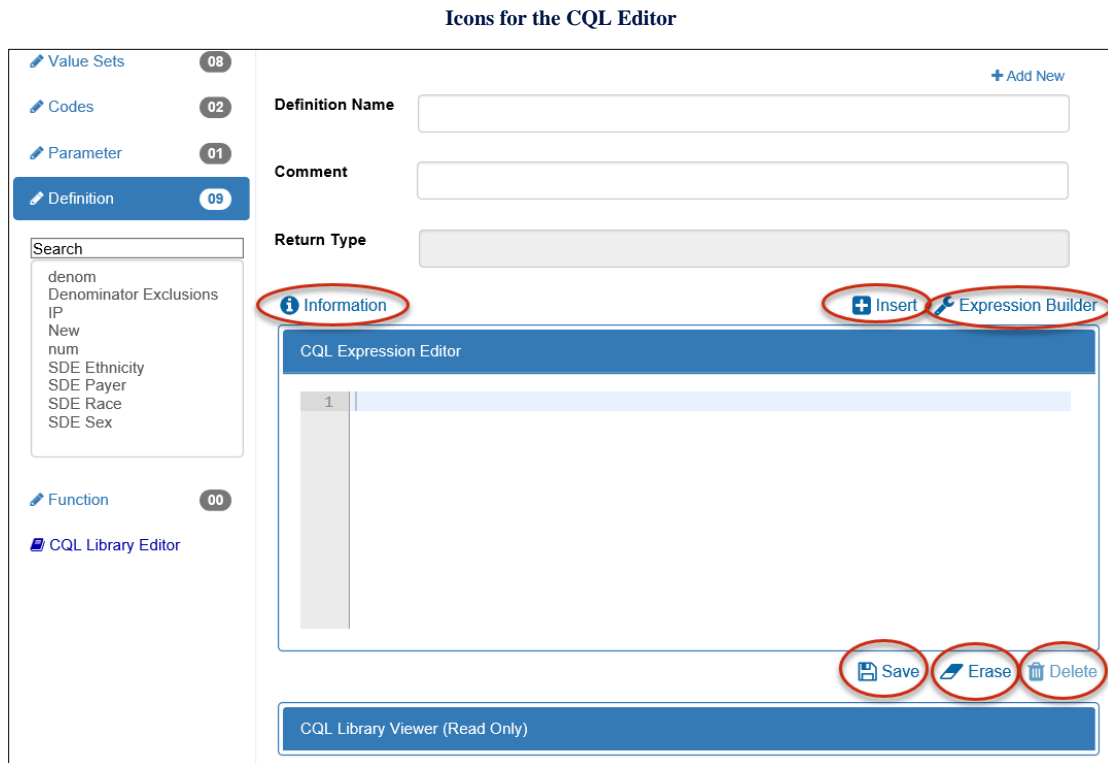 Icons for the CQL Editor
Value Sets 08
Codes 02
Parameter 01
Definition 09
Search
denom
Denominator Exclusions
IP
New
num
SDE Ethnicity
SDE Payer
SDE Race
SDE Sex
Function 00
CQL Library Editor
Add New
Definition Name
Comment
Return Type
Information Insert Expression Builder
CQL Expression Editor
1
Save Erase Delete
CQL Library Viewer (Read Only)